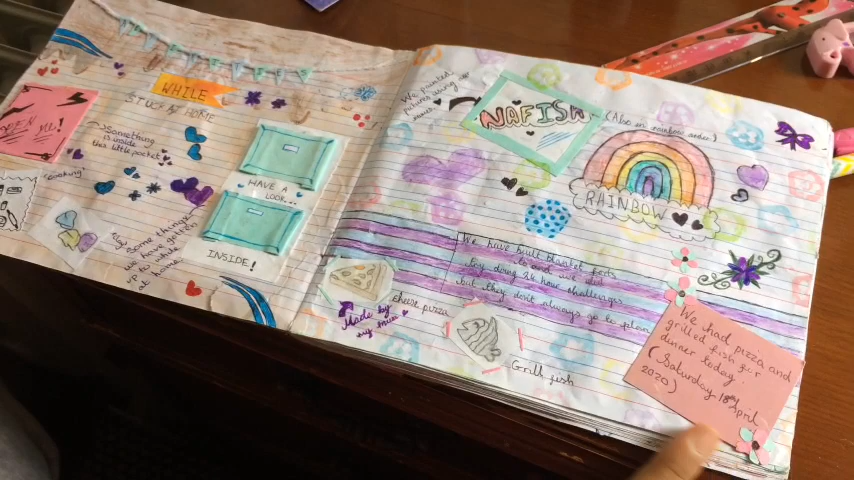 WHILE
STUCK AT HOME
YU!
Something
is inside
this little pocket
Cooking
HAVE A
LOOK...
INSIDE!
Some things
we have gotten
up to while
at home
We painted
pictures using
NAFISA
(Also in rainbow order.)
RAINBOW
We have built blanket forts
by doing 24 hour challenges
but they don't always go to plan
cheese pizza
Made by
my mum
Grill fish
We had pizza and
grilled fish for
dinner today.
(Saturday 18th April
2020)